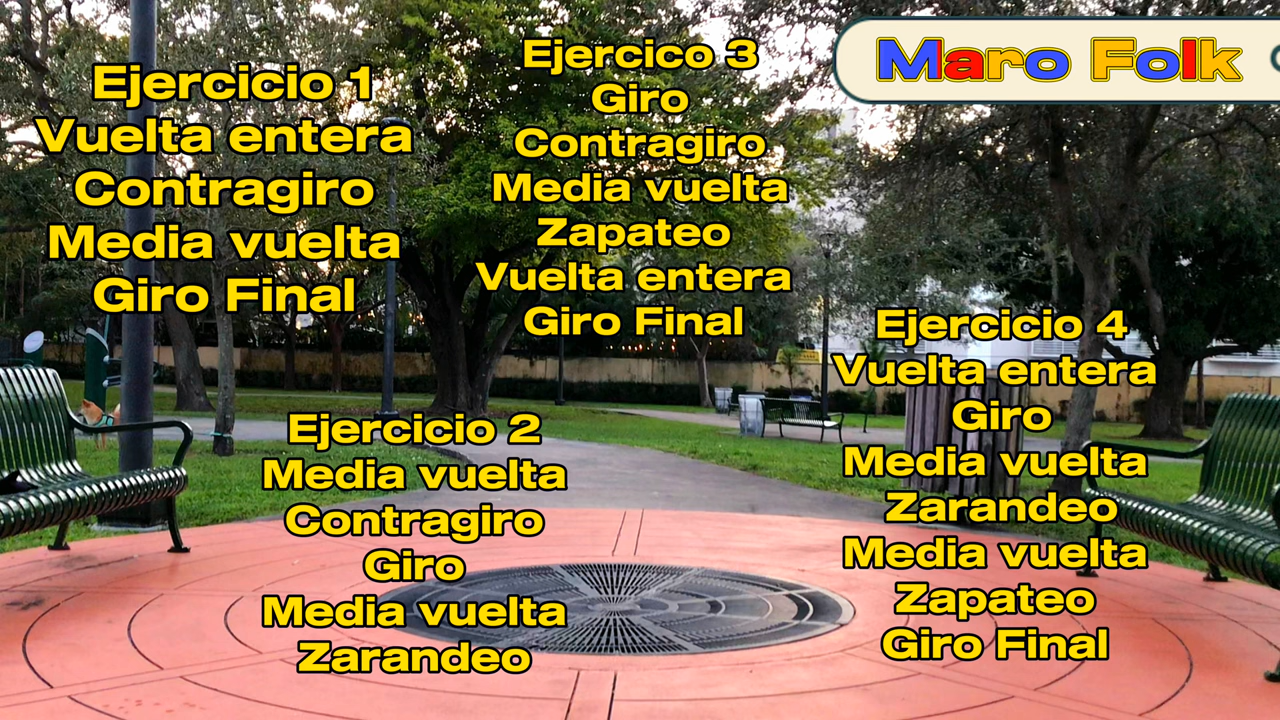 Maro Folk
Ejercicio 1
Vuelta entera
Contragiro
Media vuelta
Giro Final
Ejercicio 2
Media vuelta
Contragiro
Giro
Media vuelta
Zarandeo
Ejercico 3
Giro
Contragiro
Media vuelta
Zapateo
Vuelta entera
Giro Final
Ejercicio 4
Vuelta entera
Giro
Media vuelta
Zarandeo
Media vuelta
Zapateo
Giro Final